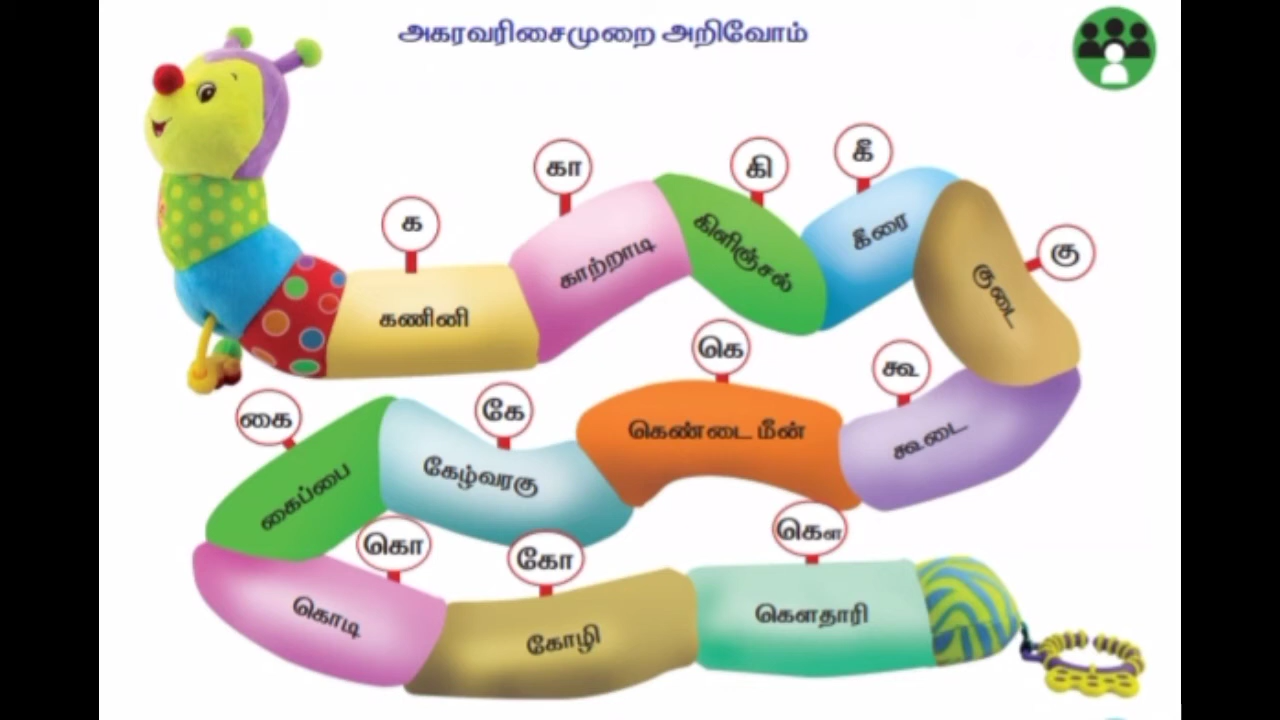 அகரவரிசைமுறை அறிவோம்
க
கணினி
கா
காற்றாடி
கி
கிளிஞ்சல்
கீ
கீரை
கு
குடை
கூ
கூடை
கெ
கெண்டை மீன்
கே
கேழ்வரகு
கை
கைப்பை
கொ
கொடி
கோ
கோழி
கௌ
கௌதாரி